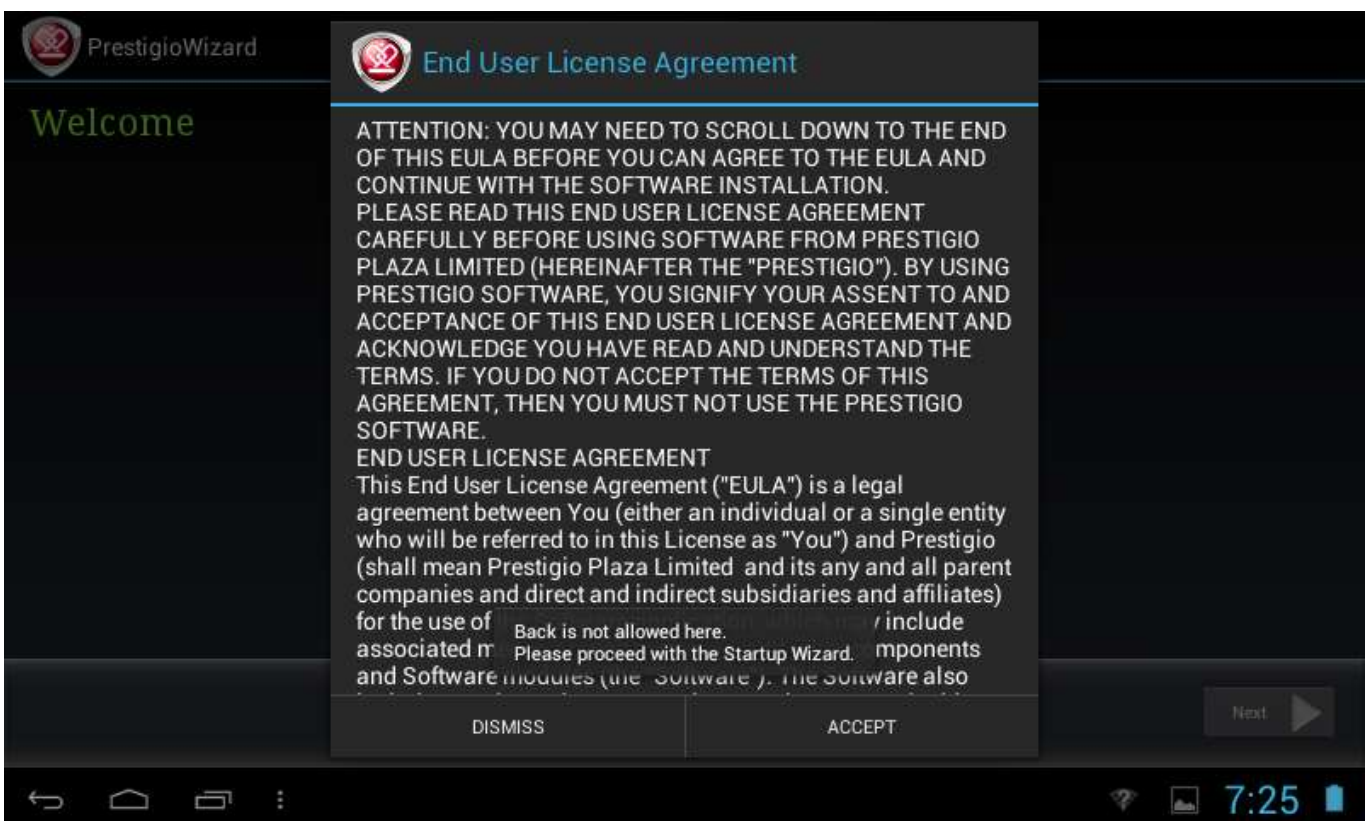 PrestigioWizard
Welcome
End User License Agreement
ATTENTION: YOU MAY NEED TO SCROLL DOWN TO THE END
OF THIS EULA BEFORE YOU CAN AGREE TO THE EULA AND
CONTINUE WITH THE SOFTWARE INSTALLATION.
PLEASE READ THIS END USER LICENSE AGREEMENT
CAREFULLY BEFORE USING SOFTWARE FROM PRESTIGIO
PLAZA LIMITED (HEREINAFTER THE "PRESTIGIO"). BY USING
PRESTIGIO SOFTWARE, YOU SIGNIFY YOUR ASSENT TO AND
ACCEPTANCE OF THIS END USER LICENSE AGREEMENT AND
ACKNOWLEDGE YOU HAVE READ AND UNDERSTAND THE
TERMS. IF YOU DO NOT ACCEPT THE TERMS OF THIS
AGREEMENT, THEN YOU MUST NOT USE THE PRESTIGIO
SOFTWARE.
END USER LICENSE AGREEMENT
This End User License Agreement ("EULA") is a legal
agreement between You (either an individual or a single entity
who will be referred to in this License as "You") and Prestigio
(shall mean Prestigio Plaza Limited and its any and all parent
companies and direct and indirect subsidiaries and affiliates)
for the use of include
associated
and Software modules (the "Software"). The Software also
Back is not allowed here.
Please proceed with the Startup Wizard.
DISMISS
ACCEPT
Next
7:25